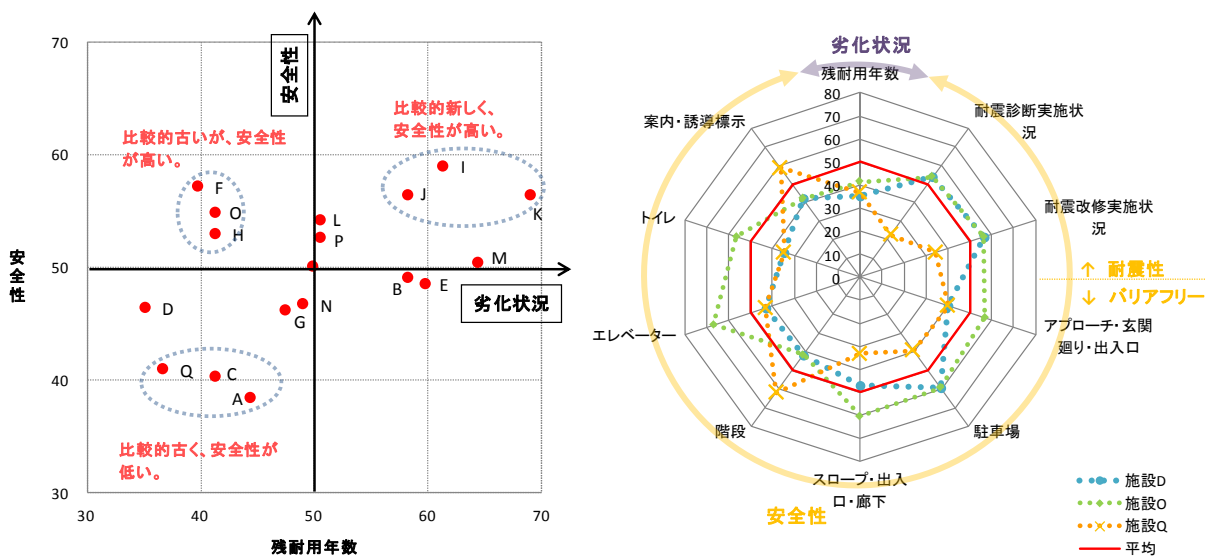 70
60
50
40
30
30
40
50
60
70
安全性
残耐用年数
安全性
劣化状況
比較的古いが、安全性
が高い。
比較的新しく、
安全性が高い。
比較的古く、安全性が
低い。
F
O
H
I
J
K
L
P
M
B
E
N
G
D
Q
C
A
劣化状況
残耐用年数
80
70
60
50
40
30
20
10
0
耐震診断実施状
況
耐震改修実施状
況
↑ 耐震性
↓ バリアフリー
アプローチ・玄関
廻り・出入口
駐車場
スロープ・出入
口・廊下
階段
エレベーター
トイレ
案内・誘導標示
安全性
施設D
施設O
施設Q
平均